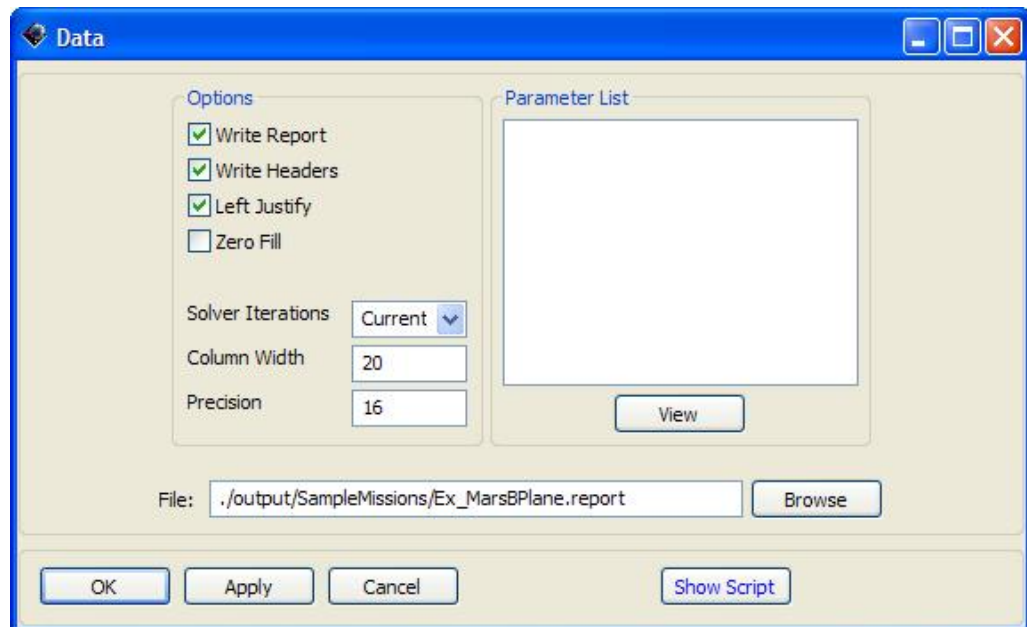 Data
Options
Write Report
Write Headers
Left Justify
Zero Fill
Solver Iterations Current
Column Width 20
Precision 16
Parameter List
View
File: ./output/SampleMissions/Ex_MarsBPlane.report Browse
OK Apply Cancel Show Script